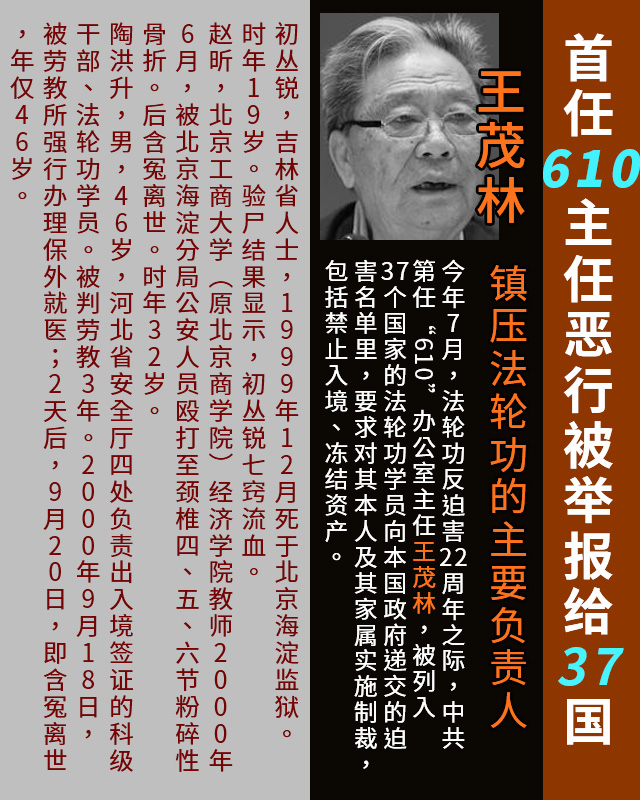 首任610主任恶行被举报给37国
王茂林
镇压法轮功的主要负责人
今年7月，法轮功反迫害22周年之际，中共
第任“610”办公室主任王茂林，被列入
37个国家的法轮功学员向本国政府递交的迫
害名单里，要求对其本人及其家属实施制裁，
包括禁止入境、冻结资产。
初丛锐，吉林省人士，1999年12月死于北京海淀监狱。
时年19岁。验尸结果显示，初丛锐七窍流血。
赵昕，北京工商大学（原北京商学院）经济学院教师2000年
6月，被北京海淀分局公安人员殴打至颈椎四、五、六节粉碎性
骨折。后含冤离世。时年32岁。
陶洪升，男，46岁，河北省安全厅四处负责出入境签证的科级
干部、法轮功学员。被判劳教3年。2000年9月18日，
被劳教所强行办理保外就医；2天后，9月20日，即含冤离世
，年仅46岁。